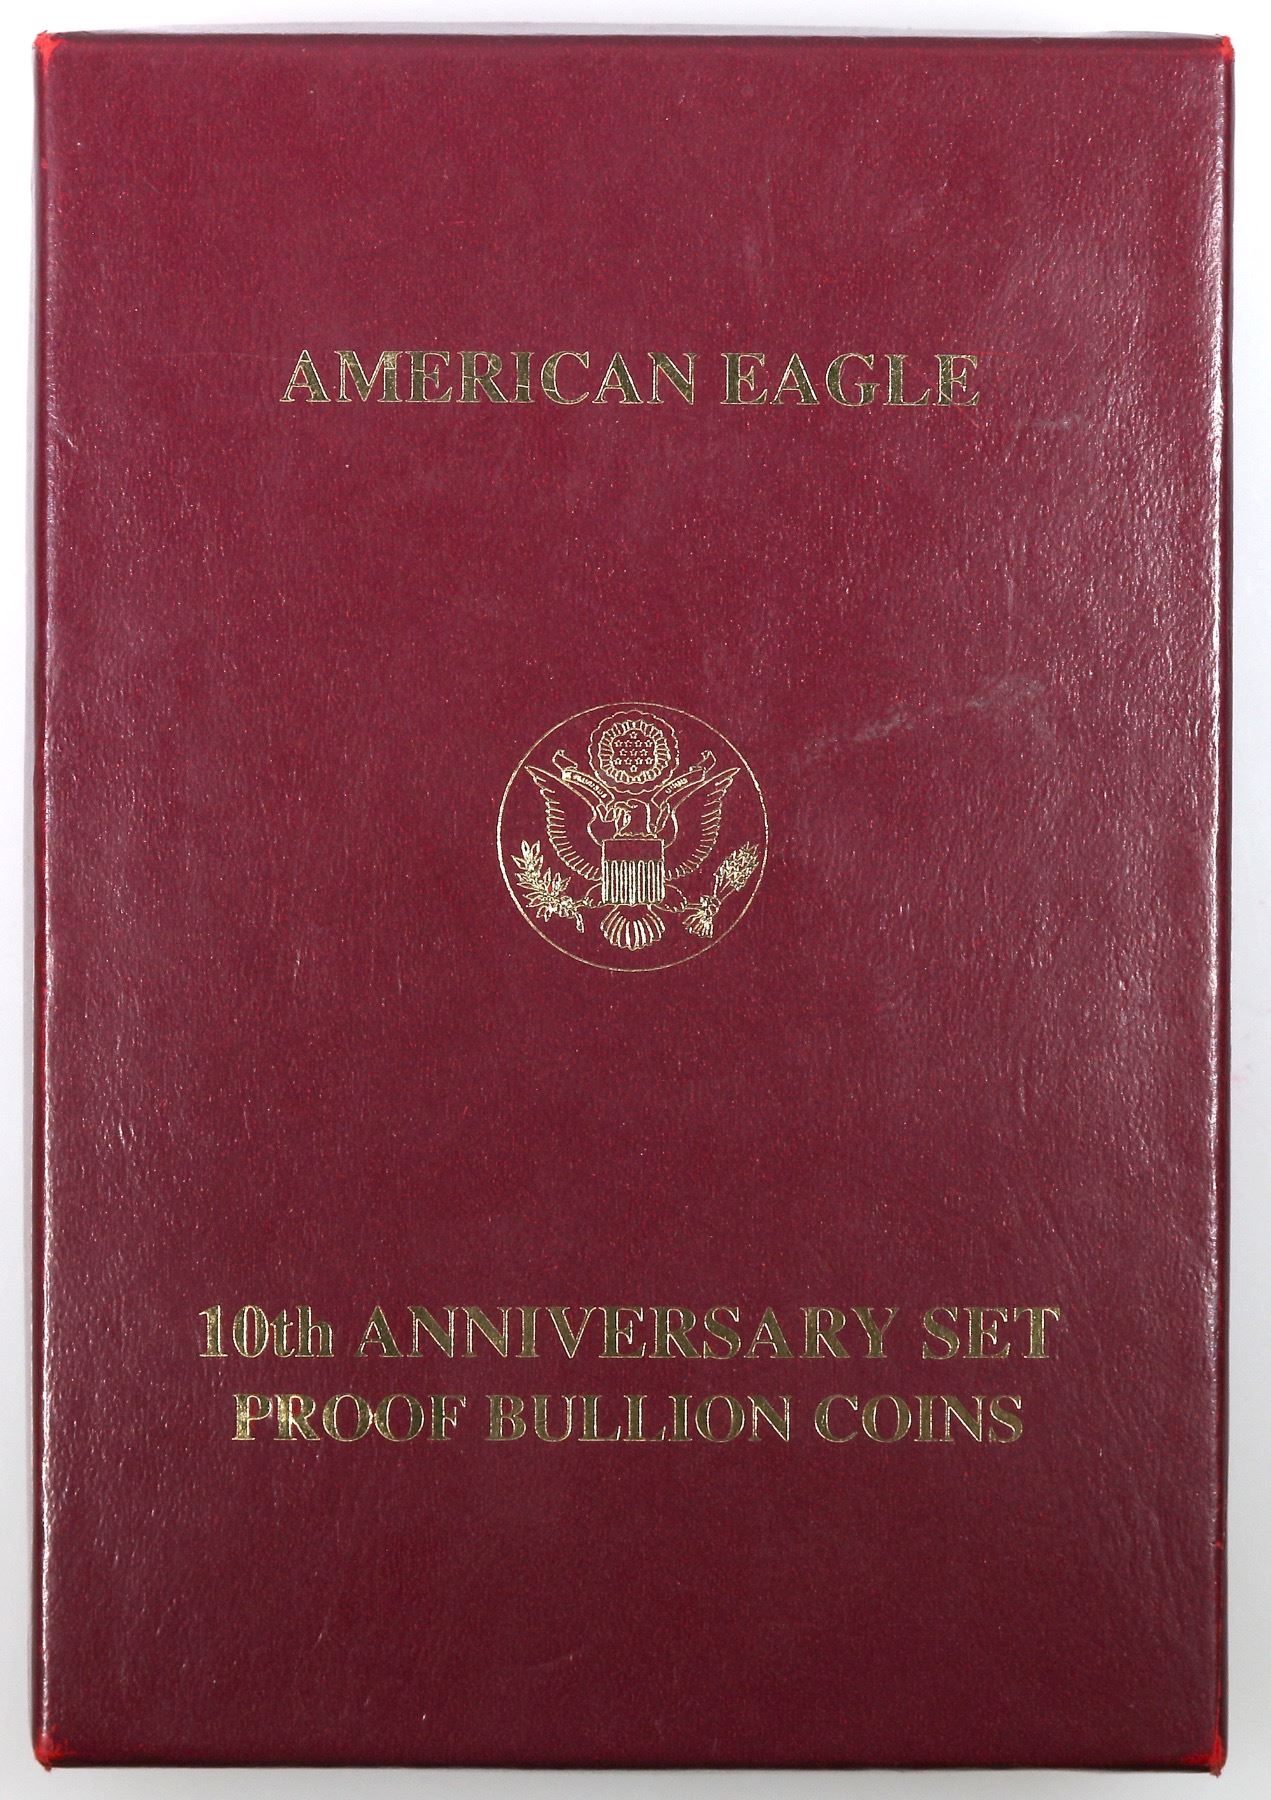 AMERICAN EAGLE
10th ANNIVERSARY SET
PROOF BULLION COINS